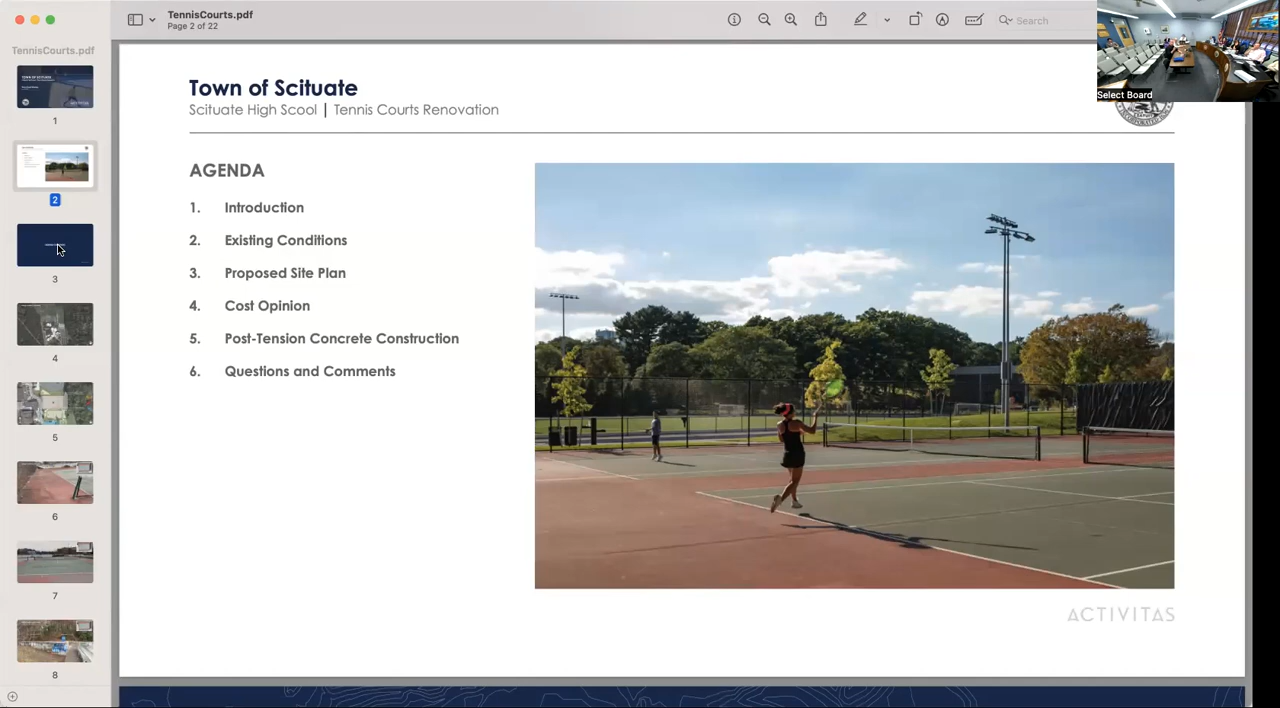 TennisCourts.pdf
Page 2 of 22
Search
Select Board
TennisCourts.pdf
1
2
3
4
5
6
7
8
Town of Scituate
Scituate High Scool | Tennis Courts Renovation
AGENDA
1. Introduction
2. Existing Conditions
3. Proposed Site Plan
4. Cost Opinion
5. Post-Tension Concrete Construction
6. Questions and Comments
ACTIVITAS